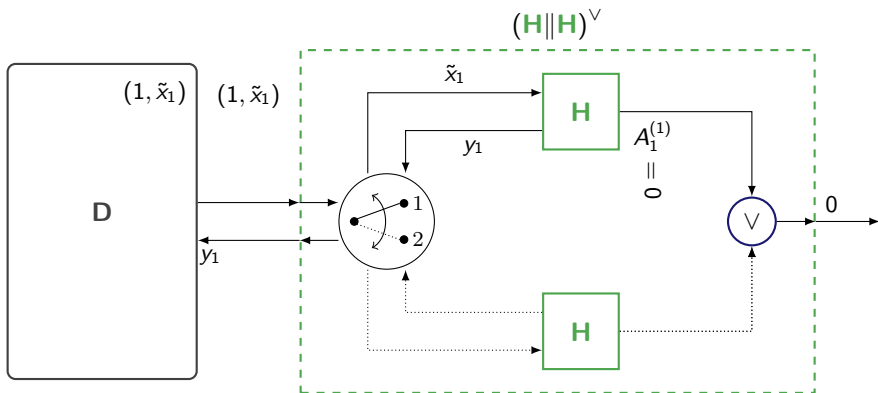 (H‖H)^∨
(1, x̃₁) (1, x̃₁)
x̃₁
H
y₁
A₁^(1)
=
0
D
1
2
∨
0
y₁
H